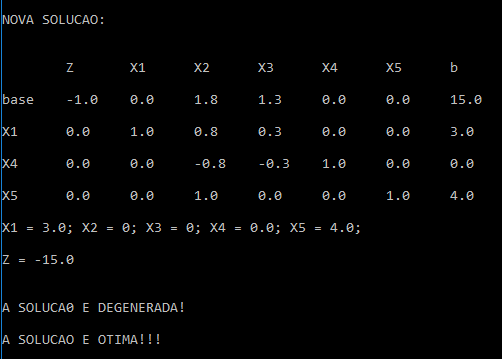 NOVA SOLUCAO:
Z X1 X2 X3 X4 X5 b
base -1.0 0.0 1.8 1.3 0.0 0.0 15.0
X1 0.0 1.0 0.8 0.3 0.0 0.0 3.0
X4 0.0 0.0 -0.8 -0.3 1.0 0.0 0.0
X5 0.0 0.0 1.0 0.0 0.0 1.0 4.0
X1 = 3.0; X2 = 0; X3 = 0; X4 = 0.0; X5 = 4.0;
Z = -15.0
A SOLUCA0 E DEGENERADA!
A SOLUCAO E OTIMA!!!